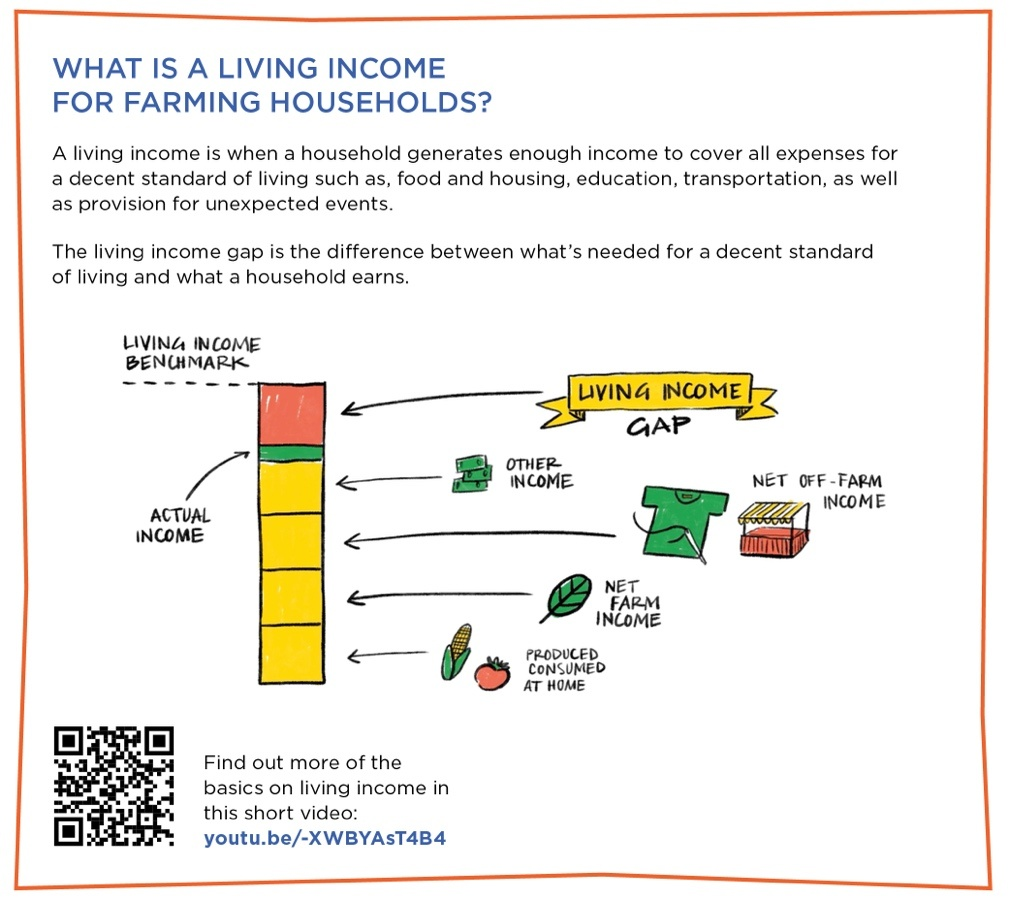 WHAT IS A LIVING INCOME
FOR FARMING HOUSEHOLDS?
A living income is when a household generates enough income to cover all expenses for
a decent standard of living such as, food and housing, education, transportation, as well
as provision for unexpected events.
The living income gap is the difference between what's needed for a decent standard
of living and what a household earns.
LIVING INCOME
BENCHMARK
LIVING INCOME
GAP
OTHER
INCOME
NET OFF-FARM
INCOME
ACTUAL
INCOME
NET
FARM
INCOME
PRODUCED
CONSUMED
AT HOME
Find out more of the
basics on living income in
this short video:
youtu.be/-XWBYAsT4B4